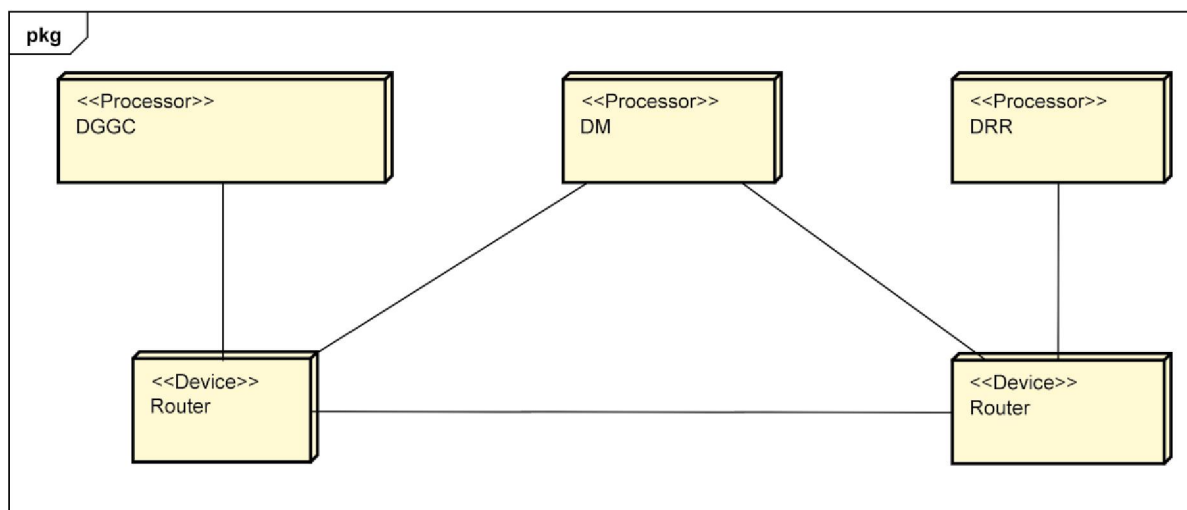 pkg
<<Processor>>
DGGC
<<Processor>>
DM
<<Processor>>
DRR
<<Device>>
Router
<<Device>>
Router